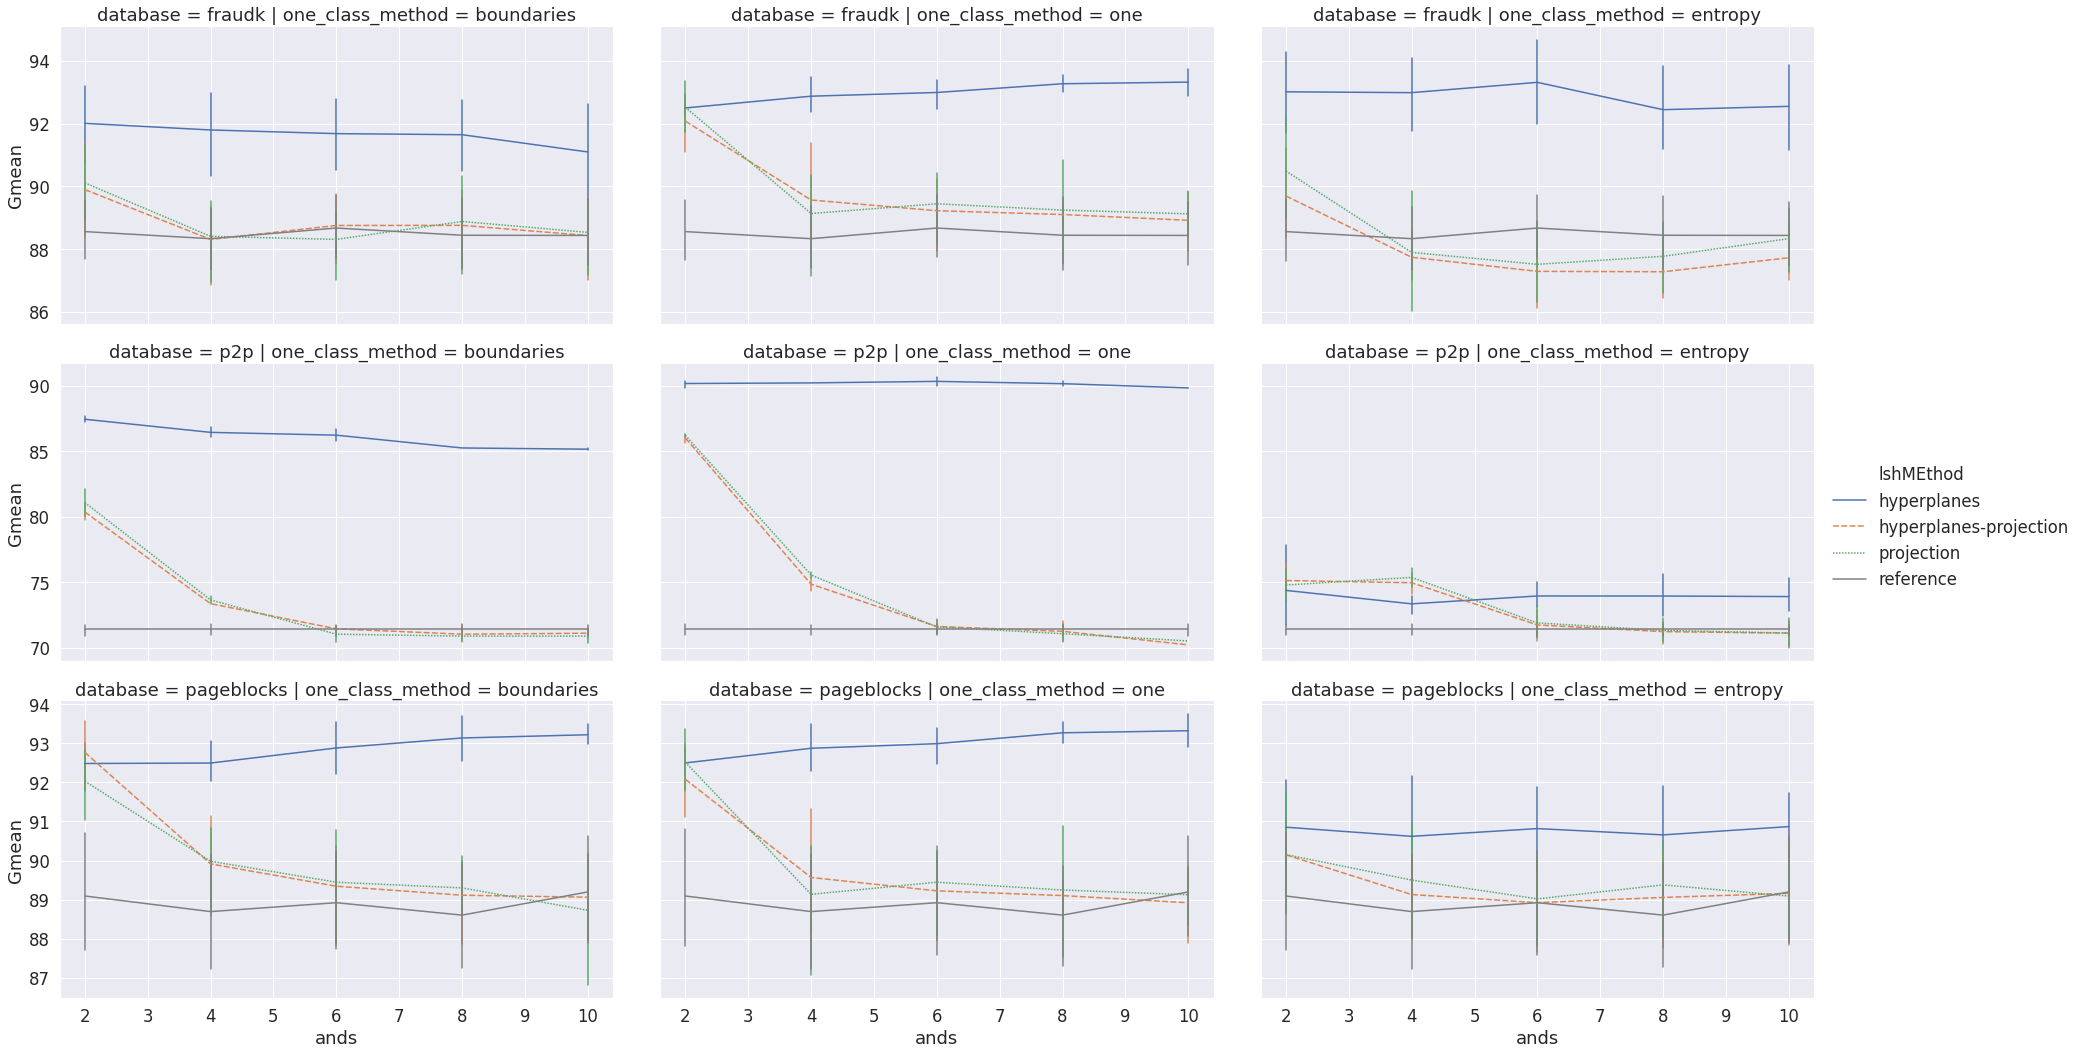 database = fraudk | one_class_method = boundaries
database = fraudk | one_class_method = one
database = fraudk | one_class_method = entropy
94
92
90
88
86
Gmean
database = p2p | one_class_method = boundaries
database = p2p | one_class_method = one
database = p2p | one_class_method = entropy
90
85
80
75
70
Gmean
lshMEthod
hyperplanes
hyperplanes-projection
projection
reference
database = pageblocks | one_class_method = boundaries
database = pageblocks | one_class_method = one
database = pageblocks | one_class_method = entropy
94
93
92
91
90
89
88
87
Gmean
2 3 4 5 6 7 8 9 10
ands
2 3 4 5 6 7 8 9 10
ands
2 3 4 5 6 7 8 9 10
ands